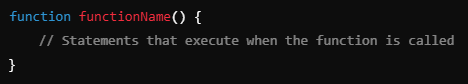 function functionName() {
    // Statements that execute when the function is called
}